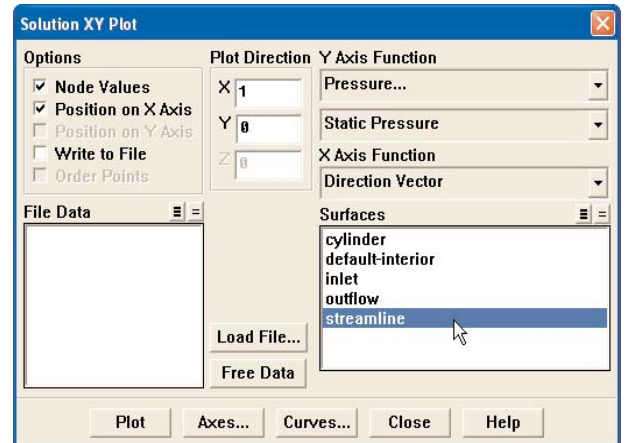 Solution XY Plot
Options
Node Values
Position on X Axis
Position on Y Axis
Write to File
Order Points
Plot Direction
X 1
Y 0
Z 0
Y Axis Function
Pressure...
Static Pressure
X Axis Function
Direction Vector
File Data
Surfaces
cylinder
default-interior
inlet
outflow
streamline
Load File...
Free Data
Plot
Axes...
Curves...
Close
Help